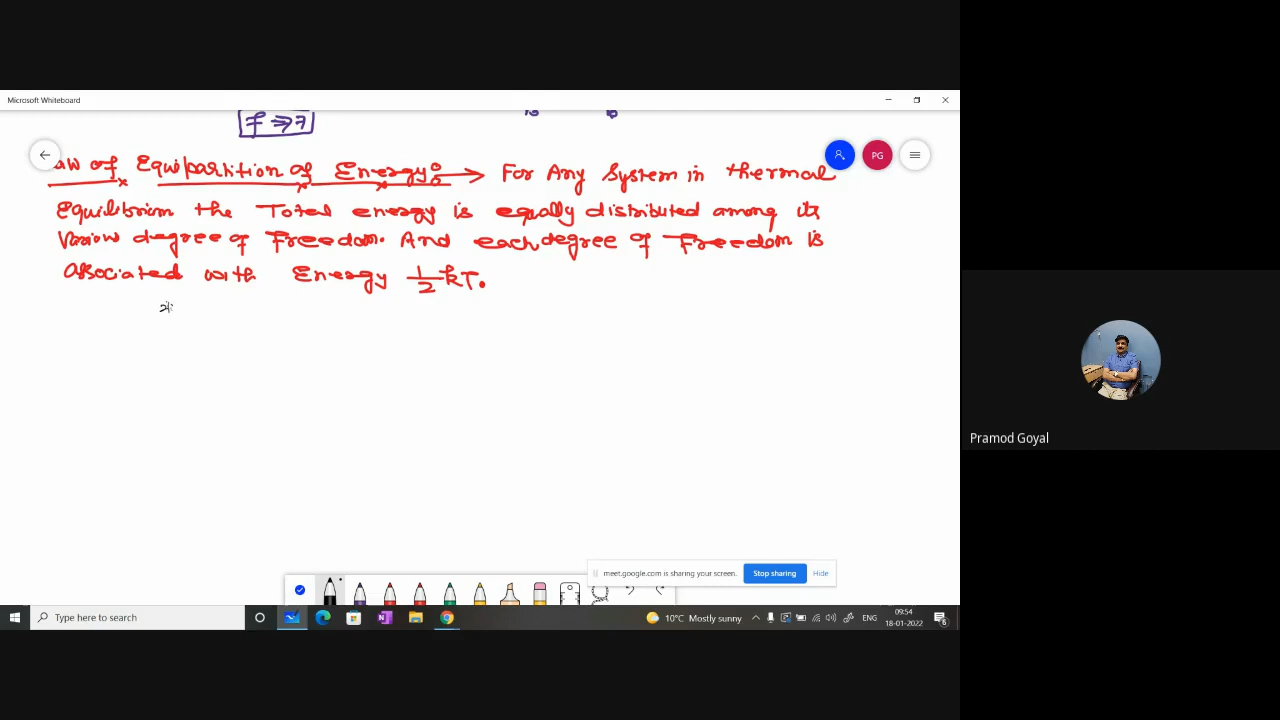 Microsoft Whiteboard
f → 7
aw of Equipartition of Energy: → For Any System in thermal
Equilibrium the Total energy is equally distributed among its
Variou degree of Freedom. And each degree of Freedom is
associated with Energy 1/2 kT.
PG
Pramod Goyal
meet.google.com is sharing your screen.
Stop sharing
Hide
Type here to search
10°C Mostly sunny
ENG
09:54
18-01-2022
6